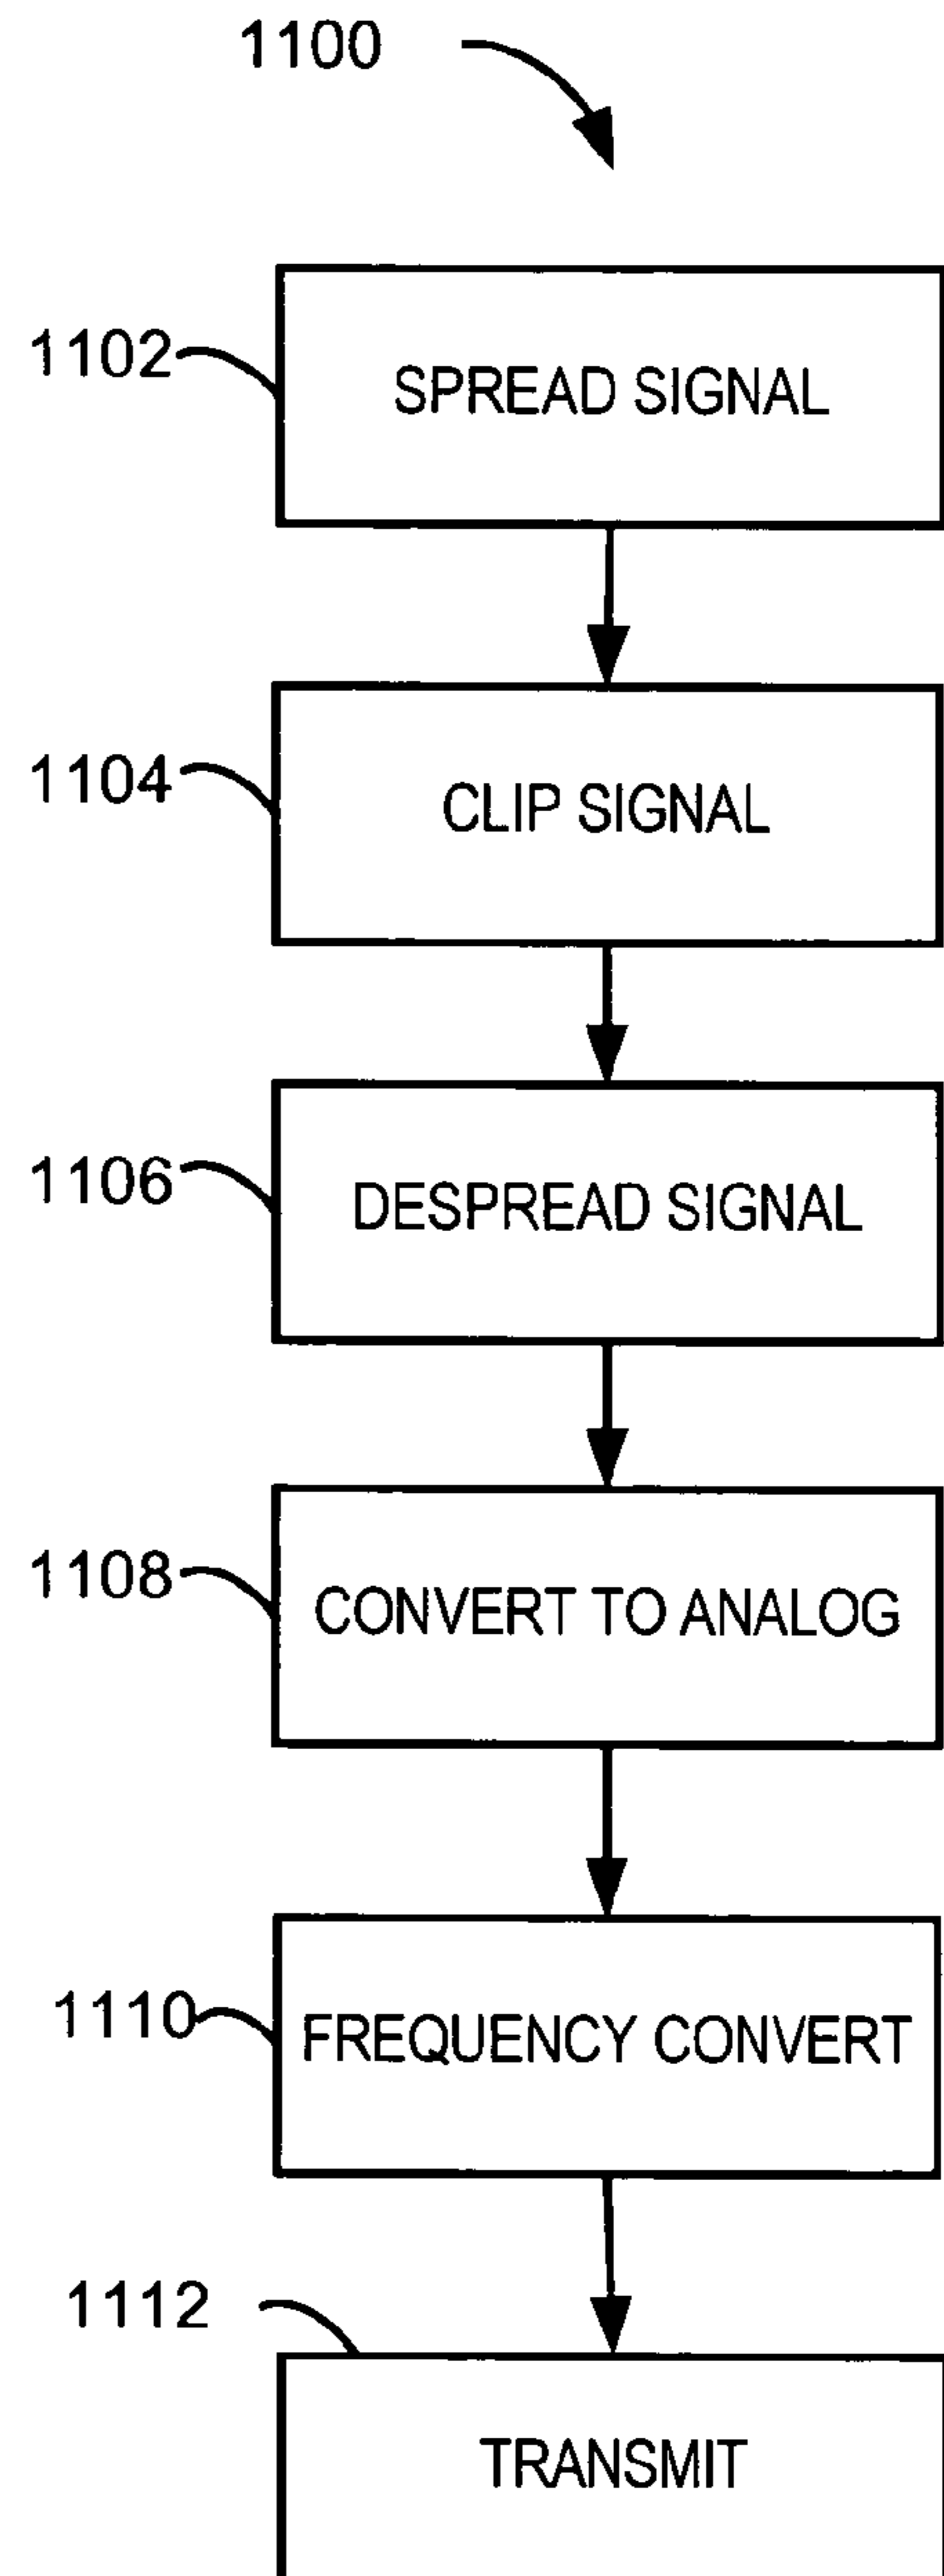 1100
1102
SPREAD SIGNAL
1104
CLIP SIGNAL
1106
DESPREAD SIGNAL
1108
CONVERT TO ANALOG
1110
FREQUENCY CONVERT
1112
TRANSMIT